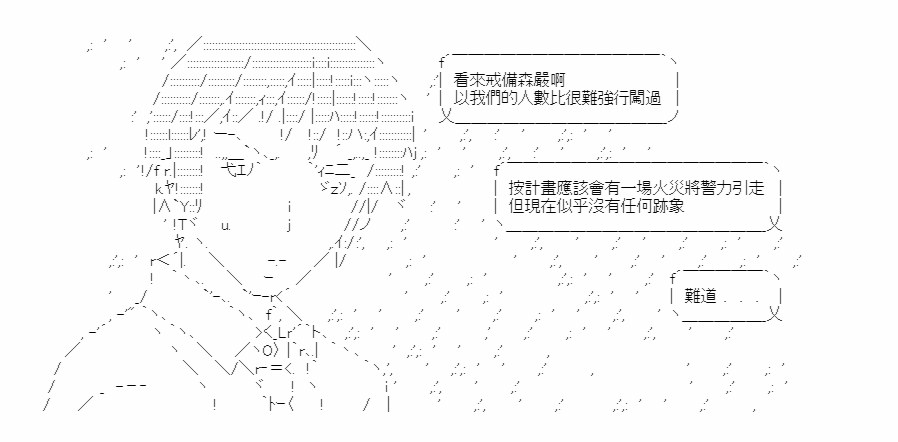 看來戒備森嚴啊
以我們的人數比很難強行闖過
按計畫應該會有一場火災將警力引走
但現在似乎沒有任何跡象
難道．．．